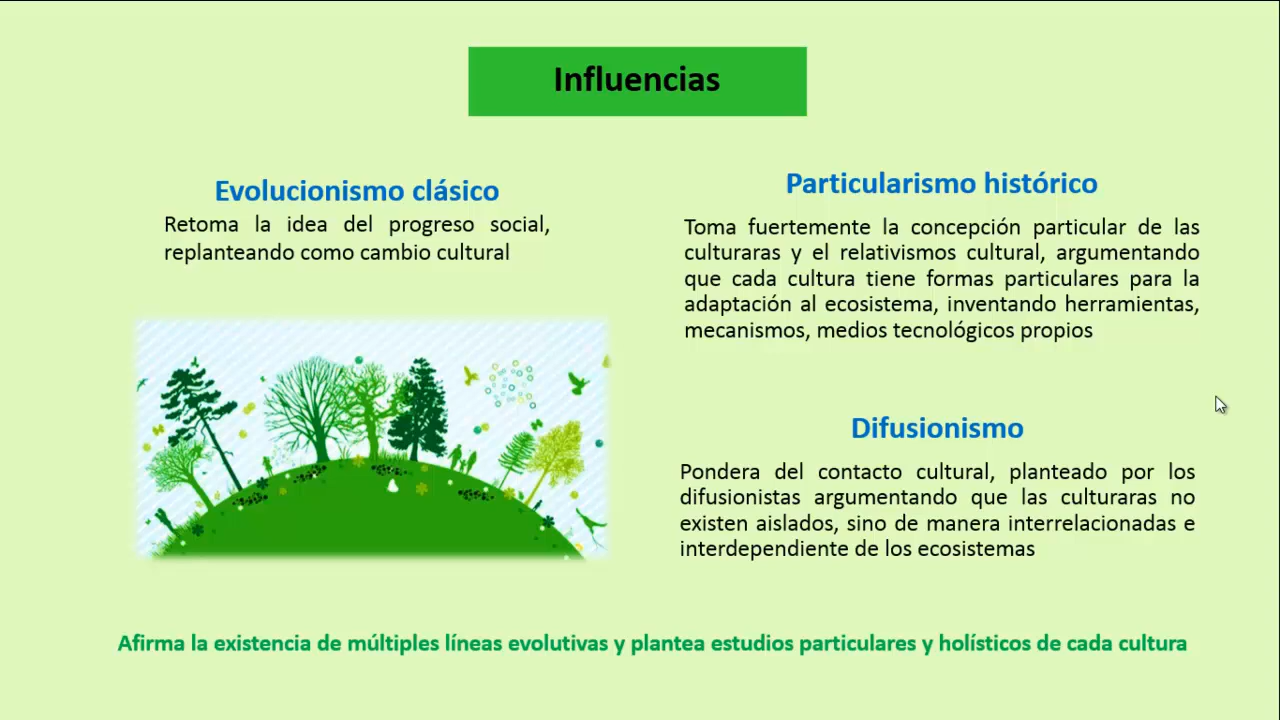 Influencias
Evolucionismo clásico
Retoma la idea del progreso social,
replanteando como cambio cultural
Particularismo histórico
Toma fuertemente la concepción particular de las
culturaras y el relativismos cultural, argumentando
que cada cultura tiene formas particulares para la
adaptación al ecosistema, inventando herramientas,
mecanismos, medios tecnológicos propios
Difusionismo
Pondera del contacto cultural, planteado por los
difusionistas argumentando que las culturaras no
existen aislados, sino de manera interrelacionadas e
interdependiente de los ecosistemas
Afirma la existencia de múltiples líneas evolutivas y plantea estudios particulares y holísticos de cada cultura